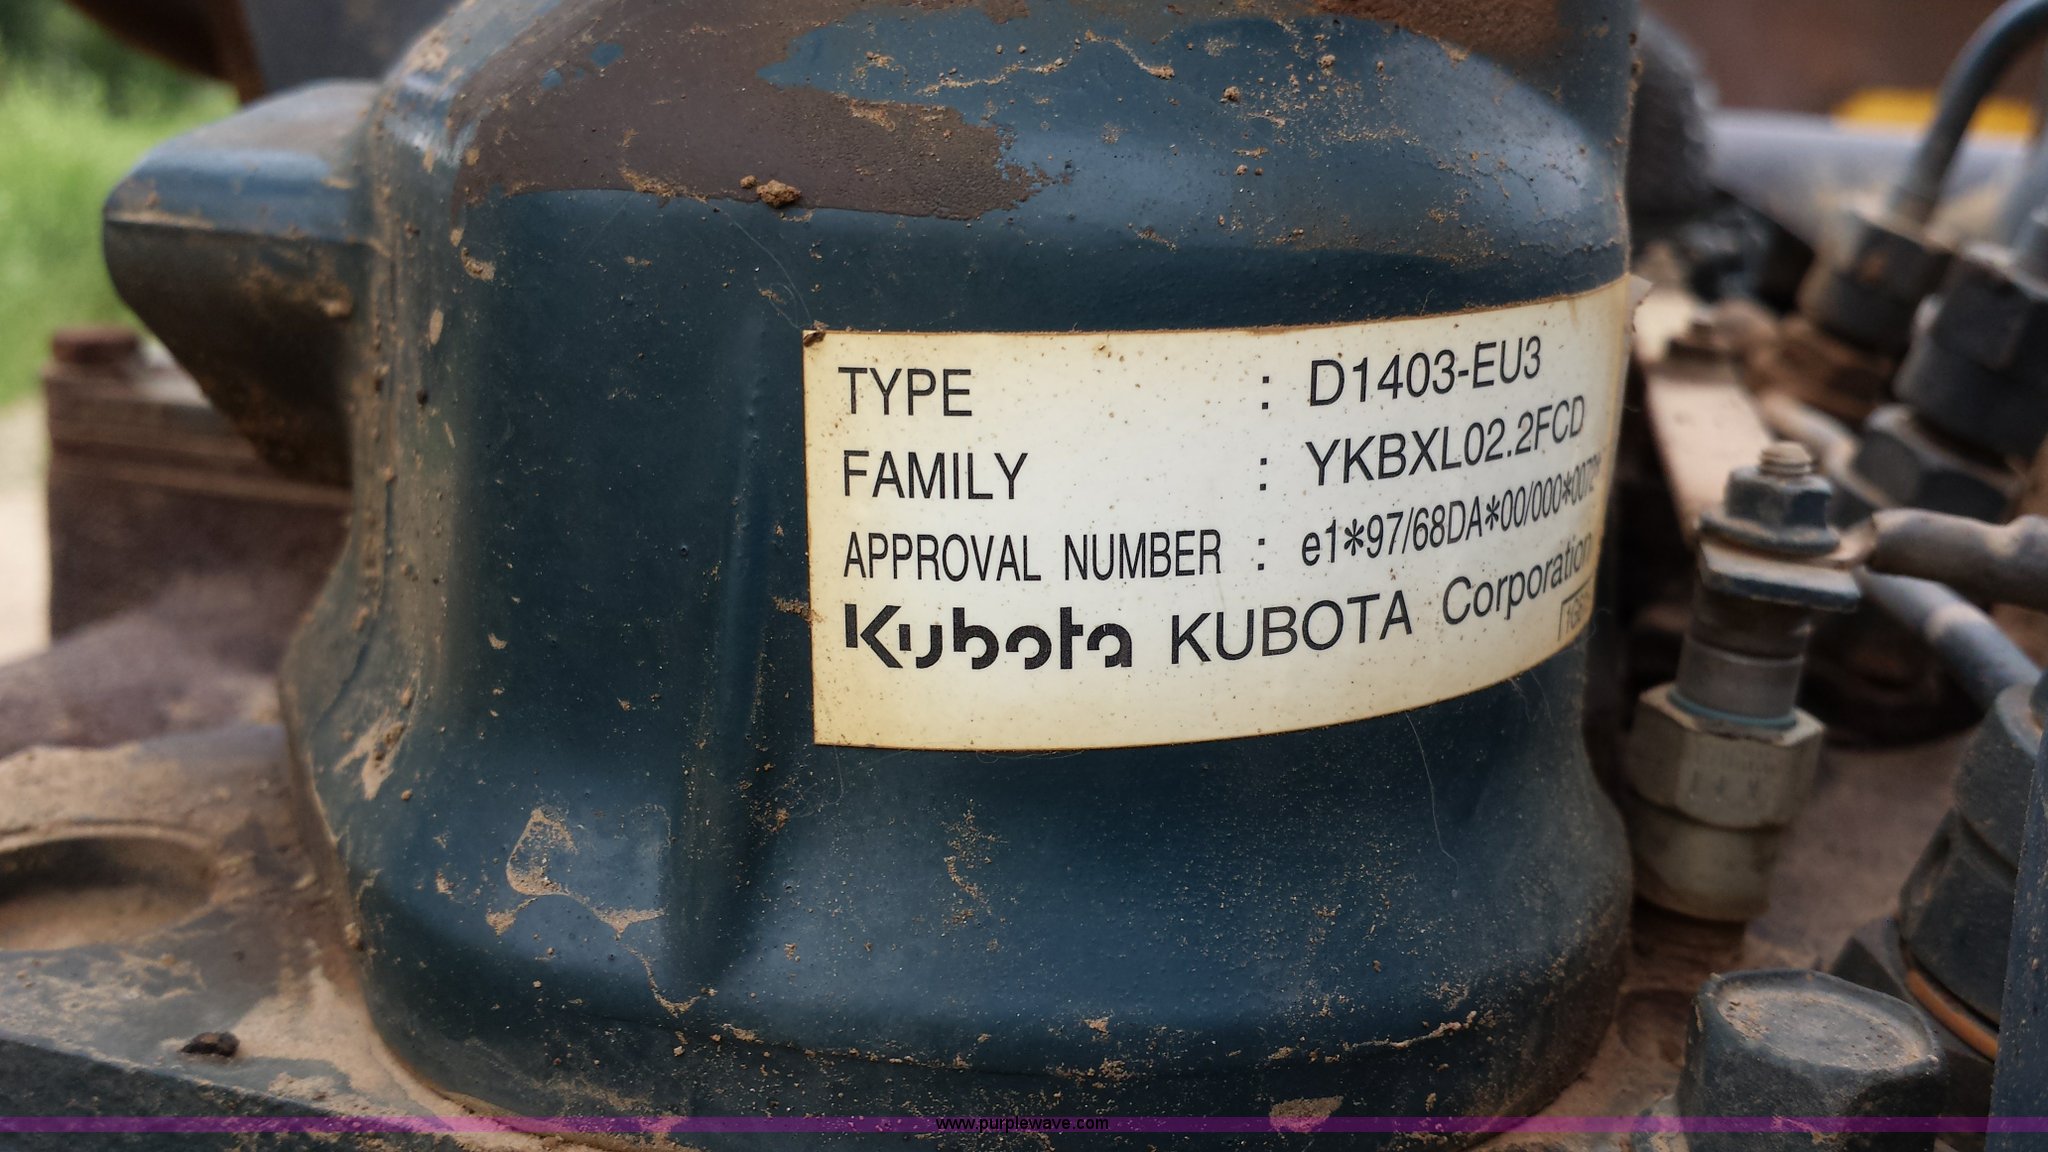 TYPE : D1403-EU3
FAMILY : YKBXL02.2FCD
APPROVAL NUMBER : e1*97/68DA*00/000*0072*
Kubota KUBOTA Corporation
www.purplewave.com